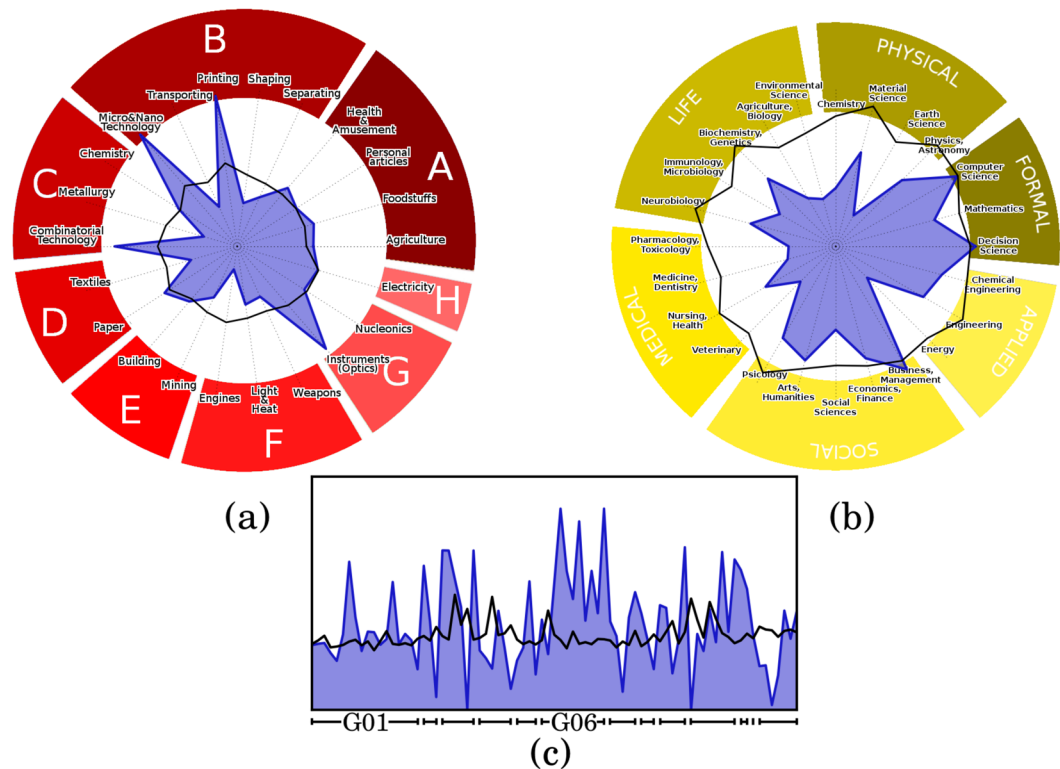 B
Printing
Shaping
Transporting
Separating
Micro&Nano
Technology
Health
&
Amusement
Chemistry
Personal
articles
A
C
Metallurgy
Foodstuffs
Combinatorial
Technology
Agriculture
Textiles
Electricity
H
D
Paper
Nucleonics
Building
Instruments
(Optics)
G
Mining
Engines
Light
&
Heat
Weapons
E
F
(a)
PHYSICAL
LIFE
Environmental
Science
Material
Science
Chemistry
Agriculture,
Biology
Earth
Science
Biochemistry,
Genetics
Physics,
Astronomy
FORMAL
Immunology,
Microbiology
Computer
Science
Neurobiology
Mathematics
Pharmacology,
Toxicology
Decision
Science
Medicine,
Dentistry
Chemical
Engineering
Nursing,
Health
Engineering
APPLIED
MEDICAL
Veterinary
Energy
Psicology
Business,
Management
Arts,
Humanities
Economics,
Finance
Social
Sciences
SOCIAL
(b)
G01
G06
(c)